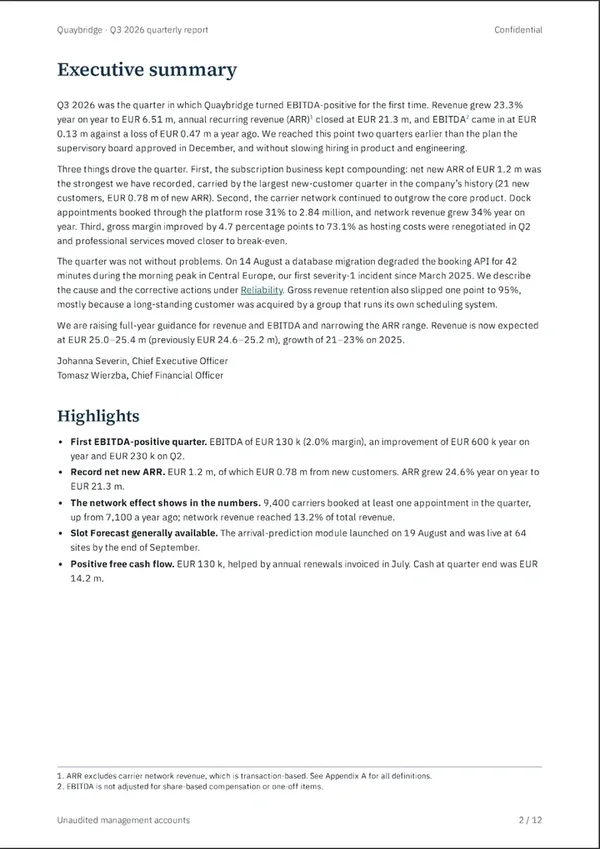 Quaybridge · Q3 2026 quarterly report
Confidential
Executive summary
Q3 2026 was the quarter in which Quaybridge turned EBITDA-positive for the first time. Revenue grew 23.3%
year on year to EUR 6.51 m, annual recurring revenue (ARR)¹ closed at EUR 21.3 m, and EBITDA² came in at EUR
0.13 m against a loss of EUR 0.47 m a year ago. We reached this point two quarters earlier than the plan the
supervisory board approved in December, and without slowing hiring in product and engineering.
Three things drove the quarter. First, the subscription business kept compounding: net new ARR of EUR 1.2 m was
the strongest we have recorded, carried by the largest new-customer quarter in the company's history (21 new
customers, EUR 0.78 m of new ARR). Second, the carrier network continued to outgrow the core product. Dock
appointments booked through the platform rose 31% to 2.84 million, and network revenue grew 34% year on
year. Third, gross margin improved by 4.7 percentage points to 73.1% as hosting costs were renegotiated in Q2
and professional services moved closer to break-even.
The quarter was not without problems. On 14 August a database migration degraded the booking API for 42
minutes during the morning peak in Central Europe, our first severity-1 incident since March 2025. We describe
the cause and the corrective actions under Reliability. Gross revenue retention also slipped one point to 95%,
mostly because a long-standing customer was acquired by a group that runs its own scheduling system.
We are raising full-year guidance for revenue and EBITDA and narrowing the ARR range. Revenue is now expected
at EUR 25.0–25.4 m (previously EUR 24.6–25.2 m), growth of 21–23% on 2025.
Johanna Severin, Chief Executive Officer
Tomasz Wierzba, Chief Financial Officer
Highlights
• First EBITDA-positive quarter. EBITDA of EUR 130 k (2.0% margin), an improvement of EUR 600 k year on
year and EUR 230 k on Q2.
• Record net new ARR. EUR 1.2 m, of which EUR 0.78 m from new customers. ARR grew 24.6% year on year to
EUR 21.3 m.
• The network effect shows in the numbers. 9,400 carriers booked at least one appointment in the quarter,
up from 7,100 a year ago; network revenue reached 13.2% of total revenue.
• Slot Forecast generally available. The arrival-prediction module launched on 19 August and was live at 64
sites by the end of September.
• Positive free cash flow. EUR 130 k, helped by annual renewals invoiced in July. Cash at quarter end was EUR
14.2 m.
1. ARR excludes carrier network revenue, which is transaction-based. See Appendix A for all definitions.
2. EBITDA is not adjusted for share-based compensation or one-off items.
Unaudited management accounts
2 / 12